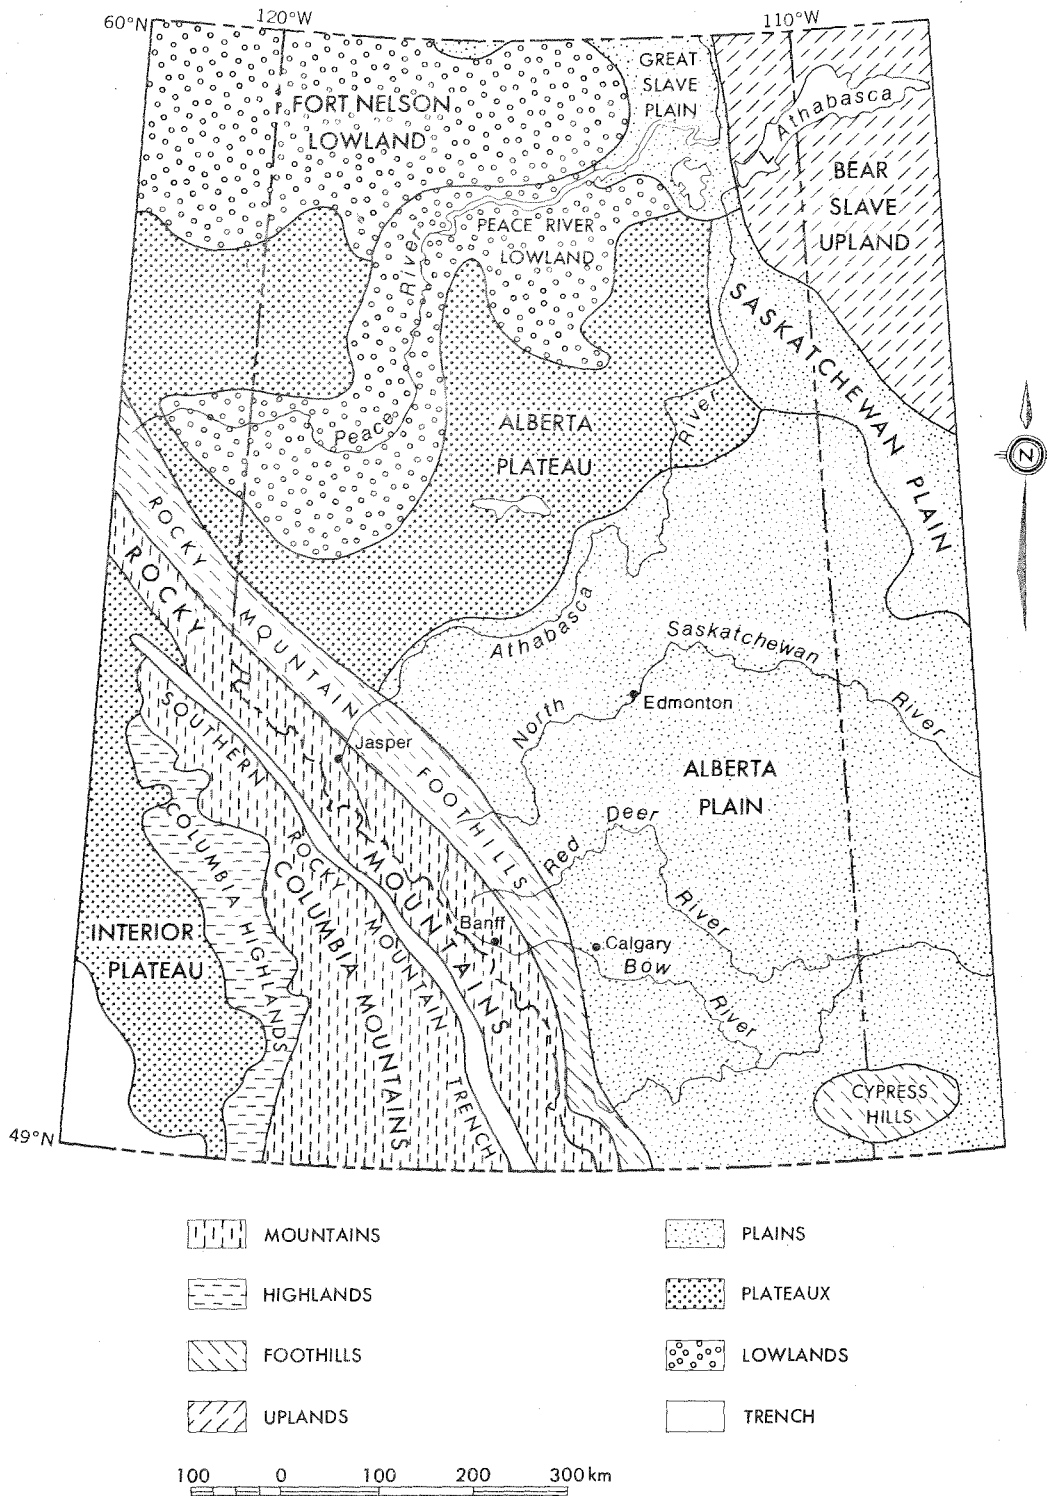 60°N
120°W
110°W
GREAT
SLAVE
PLAIN
FORT NELSON
LOWLAND
Athabasca
BEAR
SLAVE
UPLAND
PEACE RIVER
LOWLAND
River
SASKATCHEWAN PLAIN
Peace
ALBERTA
PLATEAU
River
N
ROCKY MOUNTAIN FOOTHILLS
ROCKY MOUNTAINS
Athabasca
Saskatchewan
River
North
Edmonton
Jasper
SOUTHERN ROCKY MOUNTAIN TRENCH
ALBERTA
PLAIN
COLUMBIA HIGHLANDS
COLUMBIA MOUNTAINS
Red
Deer
River
INTERIOR
PLATEAU
Banff
Calgary
Bow
River
CYPRESS
HILLS
49°N
MOUNTAINS
PLAINS
HIGHLANDS
PLATEAUX
FOOTHILLS
LOWLANDS
UPLANDS
TRENCH
100 0 100 200 300 km